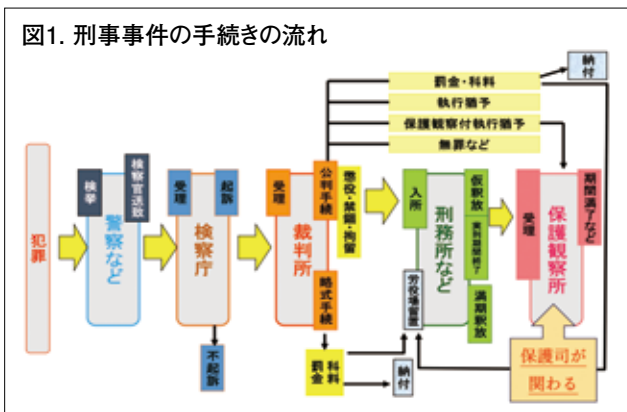 図1. 刑事事件の手続きの流れ
犯罪
検挙
警察など
検察官送致
受理
検察庁
起訴
不起訴
受理
裁判所
公判手続
略式手続
罰金・科料
執行猶予
保護観察付執行猶予
無罪など
納付
懲役・禁錮・拘留
罰金
科料
納付
入所
刑務所など
労役場留置
仮釈放
満期釈放
受理
保護観察所
期間満了など
保護司が
関わる